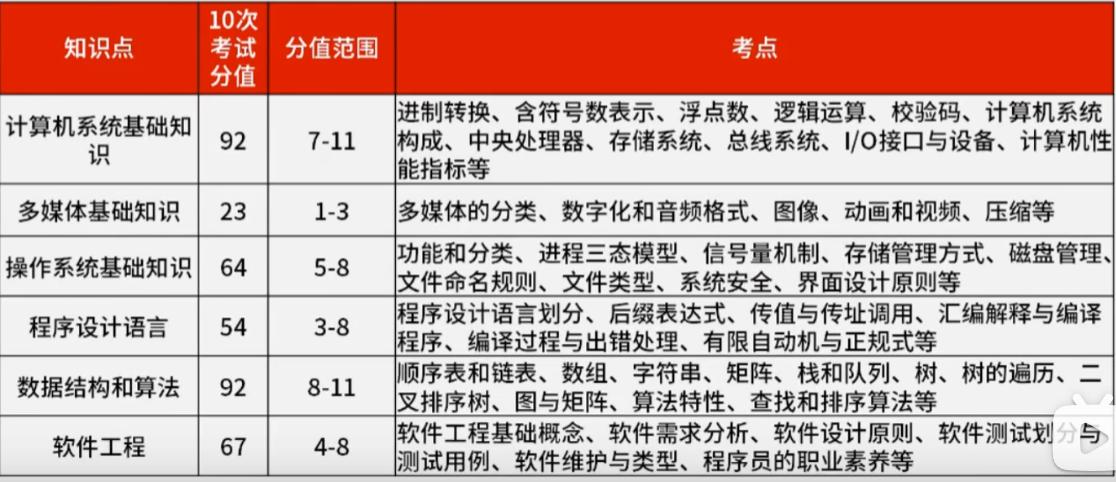 知识点
10次
考试
分值
分值范围
考点
计算机系统基础知
识
92
7-11
进制转换、含符号数表示、浮点数、逻辑运算、校验码、计算机系统
构成、中央处理器、存储系统、总线系统、I/O接口与设备、计算机性
能指标等
多媒体基础知识
23
1-3
多媒体的分类、数字化和音频格式、图像、动画和视频、压缩等
操作系统基础知识
64
5-8
功能和分类、进程三态模型、信号量机制、存储管理方式、磁盘管理、
文件命名规则、文件类型、系统安全、界面设计原则等
程序设计语言
54
3-8
程序设计语言划分、后缀表达式、传值与传址调用、汇编解释与编译
程序、编译过程与出错处理、有限自动机与正规式等
数据结构和算法
92
8-11
顺序表和链表、数组、字符串、矩阵、栈和队列、树、树的遍历、二
叉排序树、图与矩阵、算法特性、查找和排序算法等
软件工程
67
4-8
软件工程基础概念、软件需求分析、软件设计原则、软件测试划分与
测试用例、软件维护与类型、程序员的职业素养等